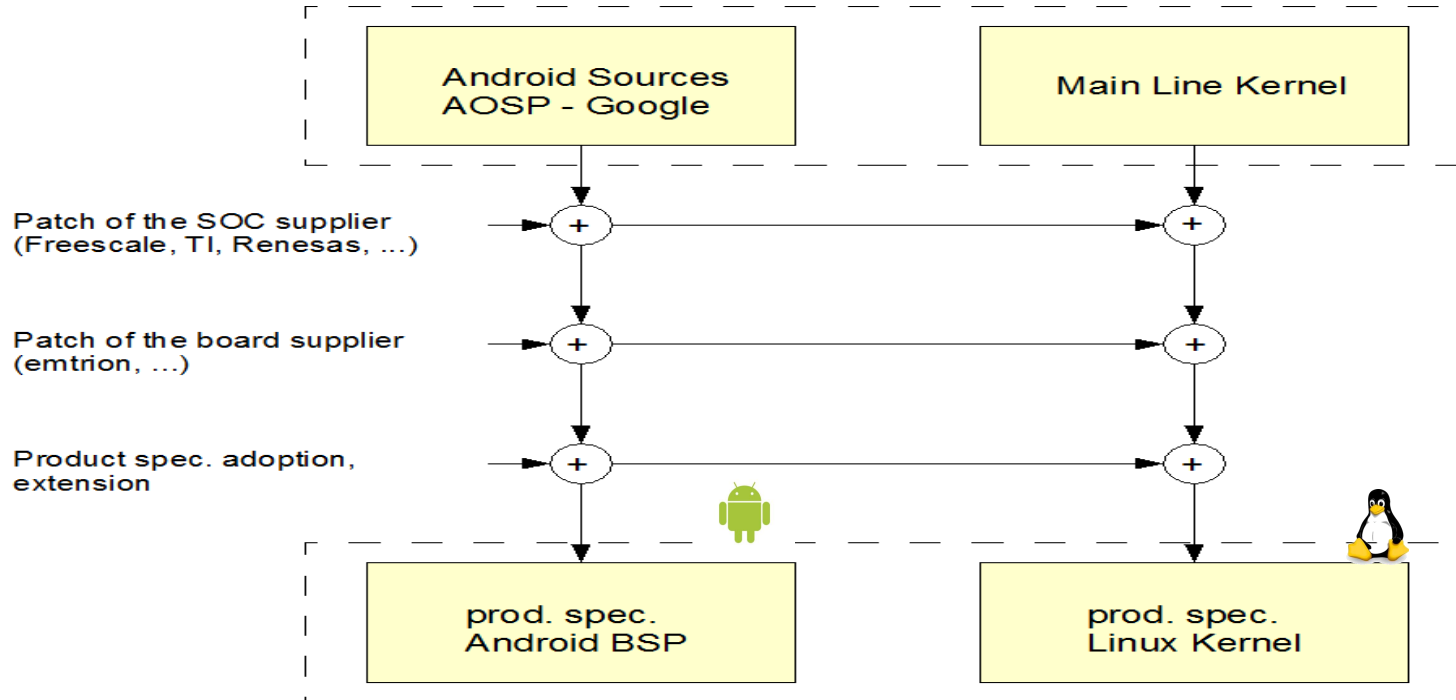 Android Sources
AOSP - Google
Main Line Kernel
Patch of the SOC supplier
(Freescale, TI, Renesas, ...)
+
+
Patch of the board supplier
(emtrion, ...)
+
+
Product spec. adoption,
extension
+
+
prod. spec.
Android BSP
prod. spec.
Linux Kernel